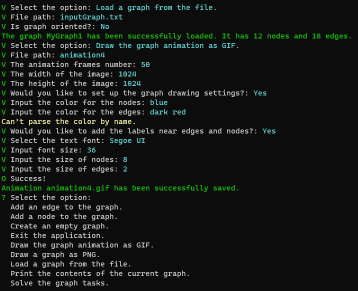 V Select the option: Load a graph from the file.
V File path: inputGraph.txt
V Is graph oriented?: No
The graph MyGraph1 has been successfully loaded. It has 12 nodes and 18 edges.
V Select the option: Draw the graph animation as GIF.
V File path: animation4
V The animation frames number: 50
V The width of the image: 1024
V The height of the image: 1024
V Would you like to set up the graph drawing settings?: Yes
V Input the color for the nodes: blue
V Input the color for the edges: dark red
Can't parse the color by name.
V Would you like to add the labels near edges and nodes?: Yes
V Select the text font: Segoe UI
V Input font size: 36
V Input the size of nodes: 8
V Input the size of edges: 2
O Success!
Animation animation4.gif has been successfully saved.
? Select the option:
Add an edge to the graph.
Add a node to the graph.
Create an empty graph.
Exit the application.
Draw the graph animation as GIF.
Draw a graph as PNG.
Load a graph from the file.
Print the contents of the current graph.
Solve the graph tasks.